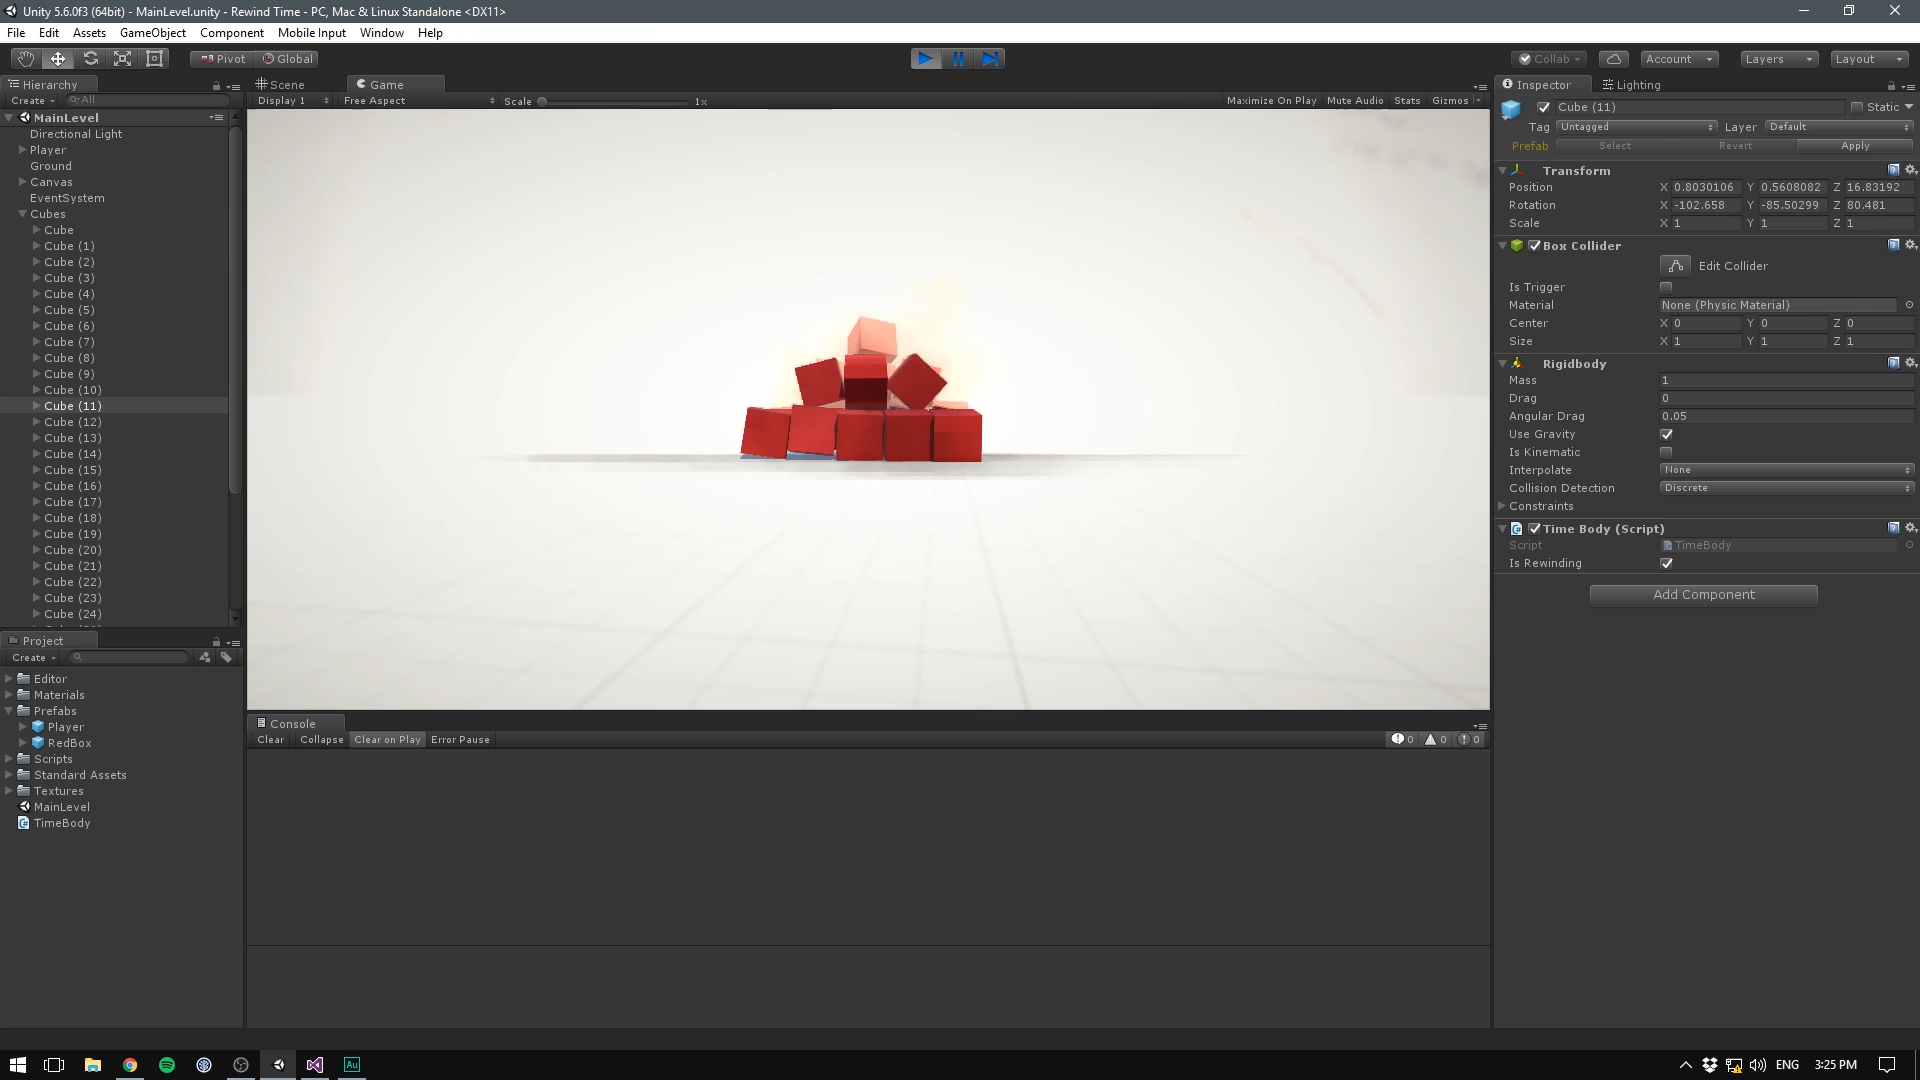 Unity 5.6.0f3 (64bit) - MainLevel.unity - Rewind Time - PC, Mac & Linux Standalone <DX11>
File Edit Assets GameObject Component Mobile Input Window Help
Pivot Global Collab Account Layers Layout
Hierarchy
Create All
MainLevel
Directional Light
Player
Ground
Canvas
EventSystem
Cubes
Cube
Cube (1)
Cube (2)
Cube (3)
Cube (4)
Cube (5)
Cube (6)
Cube (7)
Cube (8)
Cube (9)
Cube (10)
Cube (11)
Cube (12)
Cube (13)
Cube (14)
Cube (15)
Cube (16)
Cube (17)
Cube (18)
Cube (19)
Cube (20)
Cube (21)
Cube (22)
Cube (23)
Cube (24)
Project
Create
Editor
Materials
Prefabs
Player
RedBox
Scripts
Standard Assets
Textures
MainLevel
TimeBody
Scene Game
Display 1 Free Aspect Scale 1x Maximize On Play Mute Audio Stats Gizmos
Console
Clear Collapse Clear on Play Error Pause 0 0 0
Inspector Lighting
Cube (11) Static
Tag Untagged Layer Default
Prefab Select Revert Apply
Transform
Position X 0.8030106 Y 0.5608082 Z 16.83192
Rotation X -102.658 Y -85.50299 Z 80.481
Scale X 1 Y 1 Z 1
Box Collider
Edit Collider
Is Trigger
Material None (Physic Material)
Center X 0 Y 0 Z 0
Size X 1 Y 1 Z 1
Rigidbody
Mass 1
Drag 0
Angular Drag 0.05
Use Gravity
Is Kinematic
Interpolate None
Collision Detection Discrete
Constraints
Time Body (Script)
Script TimeBody
Is Rewinding
Add Component
Au ENG 3:25 PM